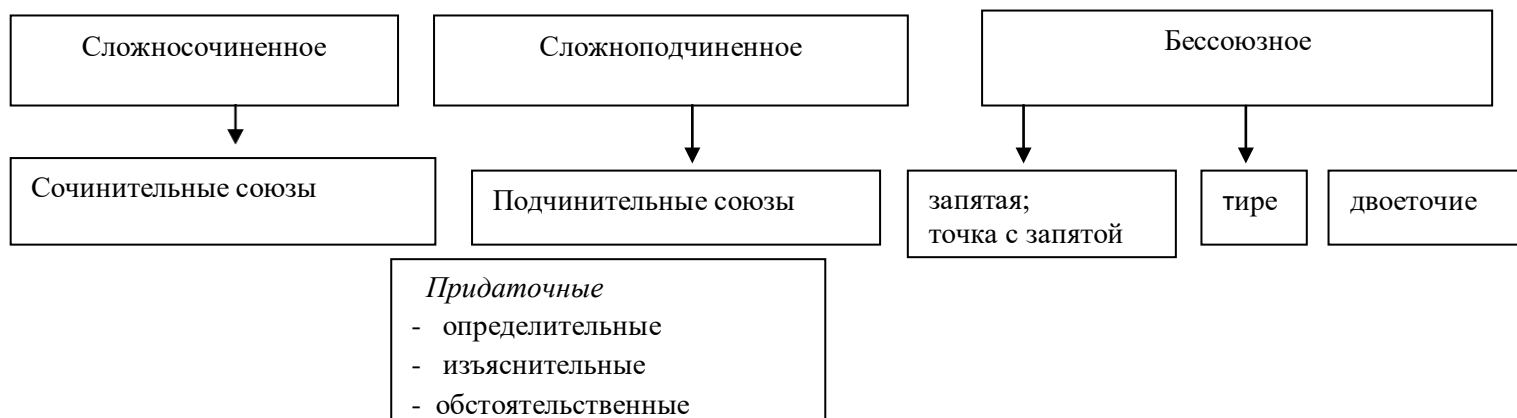 Сложносочиненное
Сложноподчиненное
Бессоюзное
Сочинительные союзы
Подчинительные союзы
запятая;
точка с запятой
тире
двоеточие
Придаточные
- определительные
- изъяснительные
- обстоятельственные